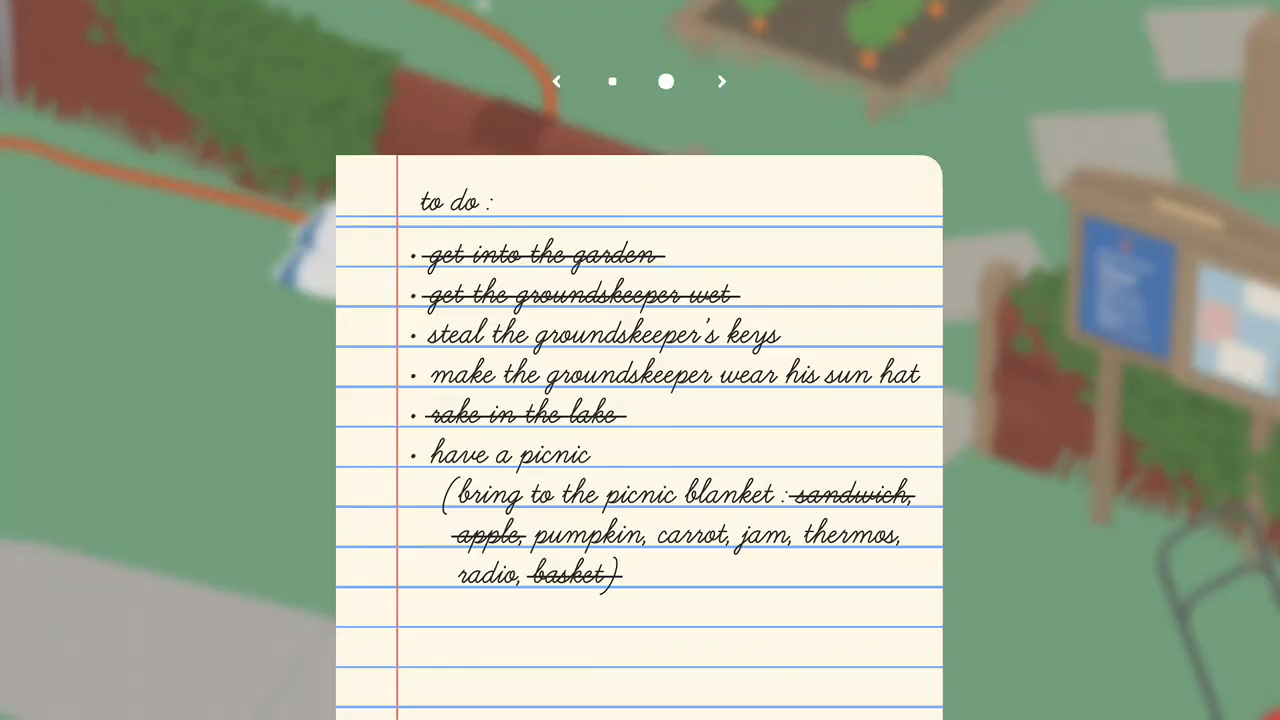 to do :
• get into the garden
• get the groundskeeper wet
• steal the groundskeeper's keys
• make the groundskeeper wear his sun hat
• rake in the lake
• have a picnic
(bring to the picnic blanket : sandwich,
apple, pumpkin, carrot, jam, thermos,
radio, basket)